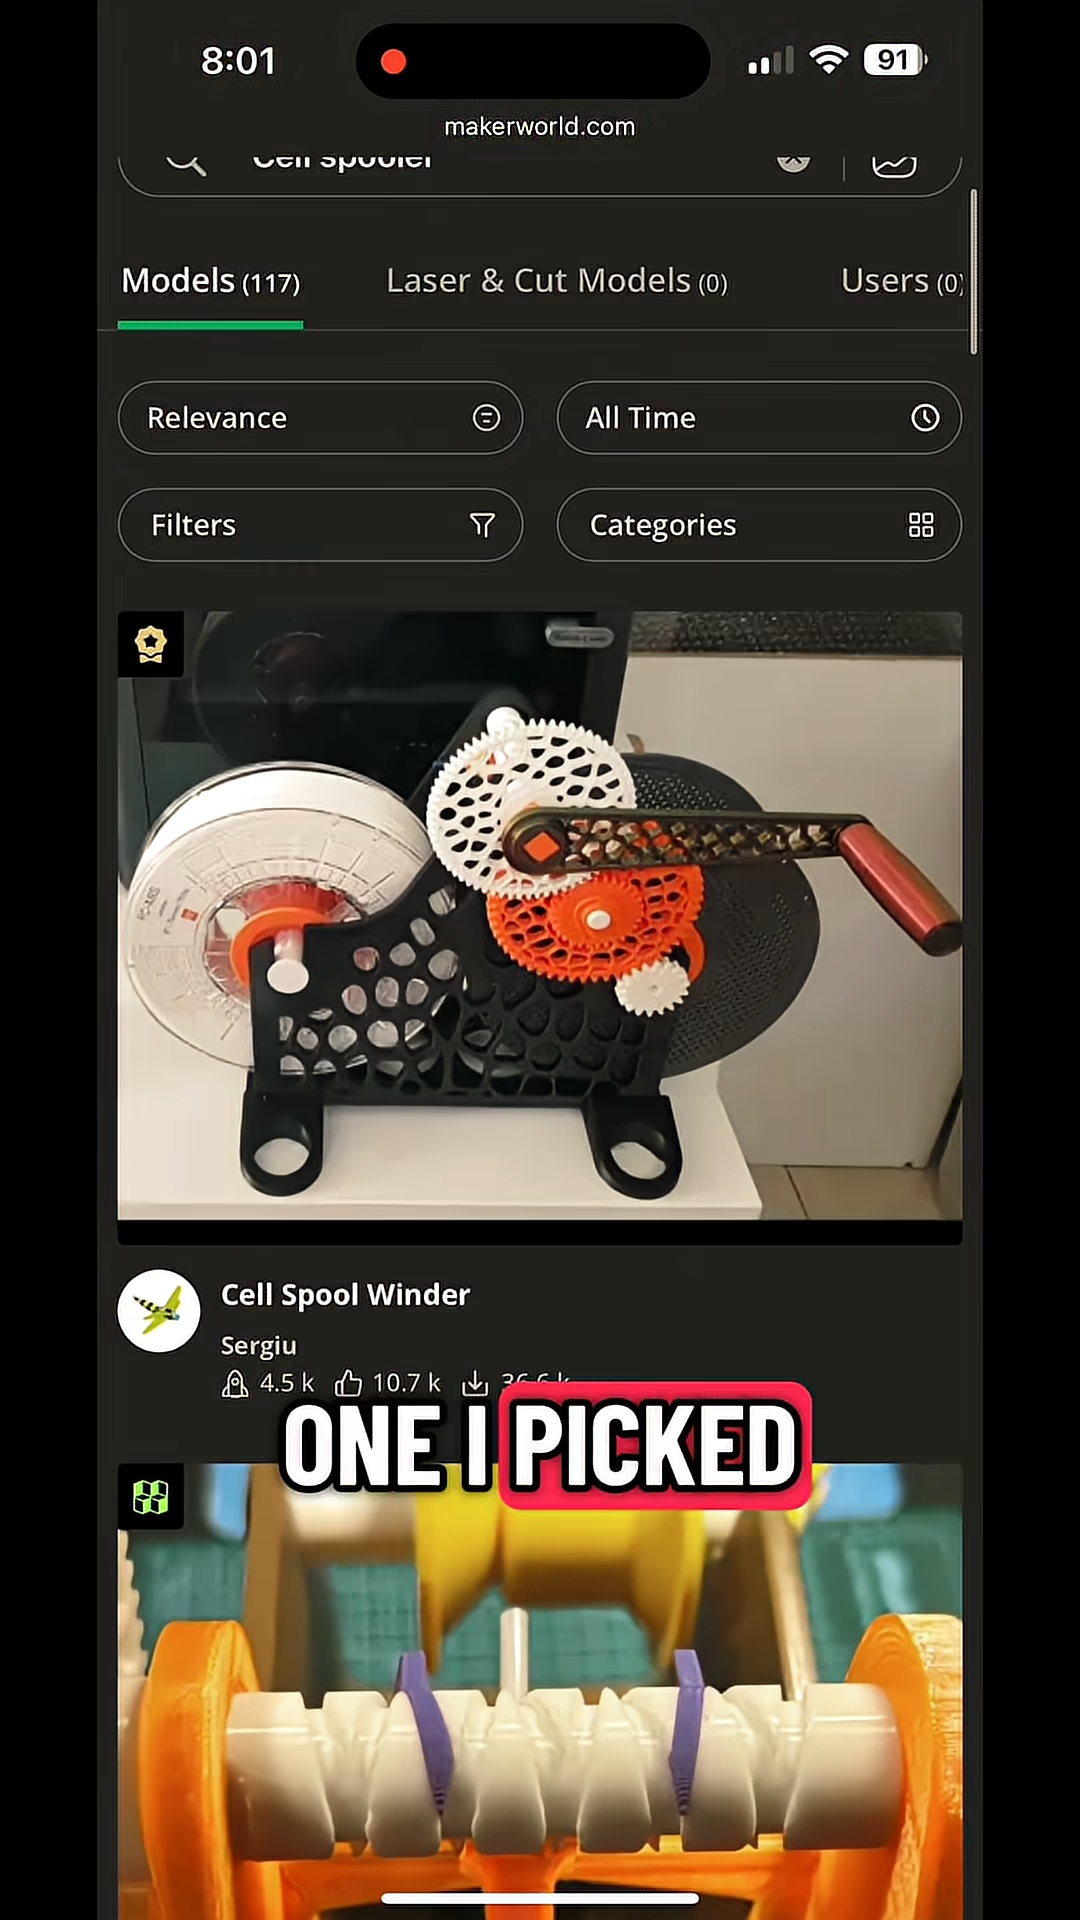 8:01
91
makerworld.com
Cell spooler
Models (117)
Laser & Cut Models (0)
Users (0)
Relevance
All Time
Filters
Categories
Cell Spool Winder
Sergiu
4.5 k 10.7 k 36.6 k
ONE I PICKED